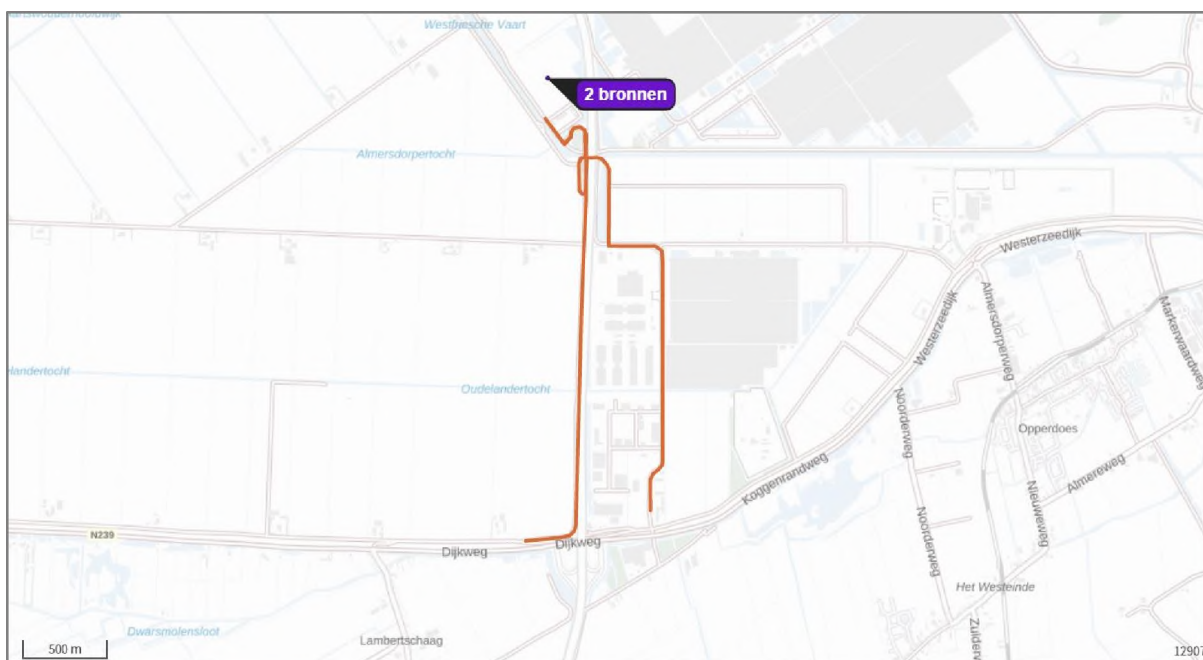 Westfriesche Vaart
2 bronnen
Almersdorpertocht
Westerzeedijk
Almersdorperweg
Markerwaardweg
Westerzeedijk
Oudelandertocht
Noorderweg
Opperdoes
Koggenrandweg
Almereweg
Nieuweweg
N239
Dijkweg
Dijkweg
Noorderweg
Het Westeinde
Dwarsmolensloot
Lambertschaag
500 m